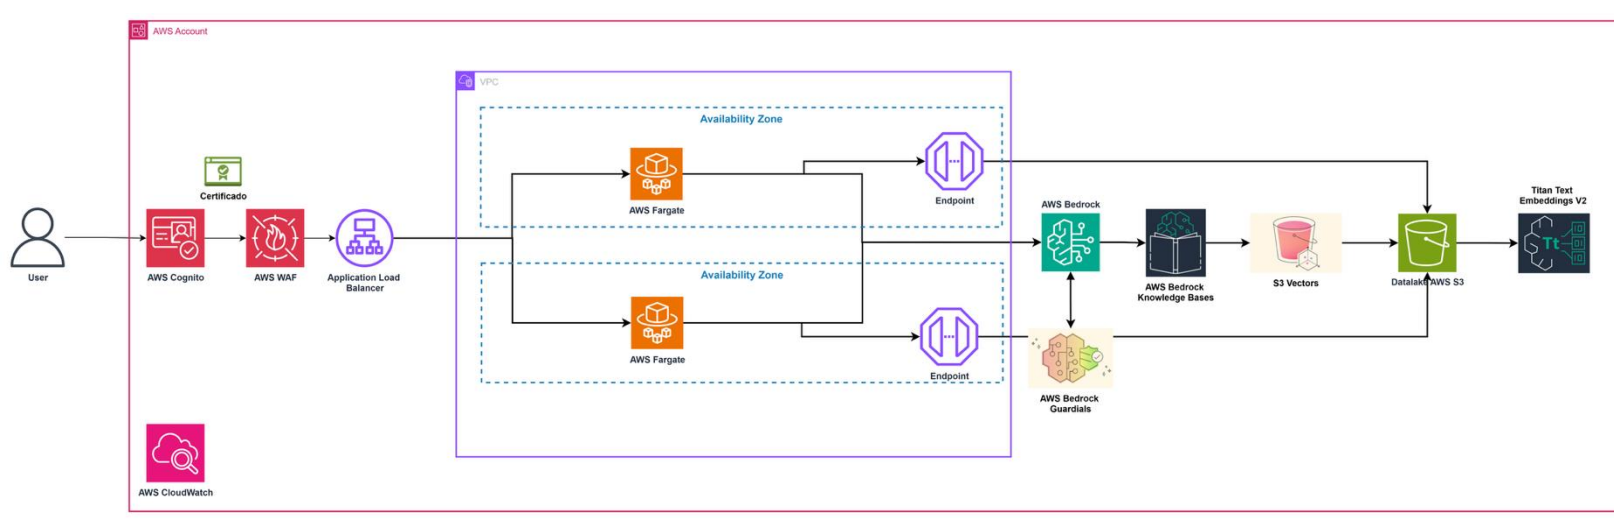 AWS Account
VPC
Availability Zone
AWS Fargate
Endpoint
Certificado
User
AWS Cognito
AWS WAF
Application Load
Balancer
Availability Zone
AWS Fargate
Endpoint
AWS Bedrock
AWS Bedrock
Knowledge Bases
S3 Vectors
Datalake AWS S3
Titan Text
Embeddings V2
Tt
AWS Bedrock
Guardials
AWS CloudWatch